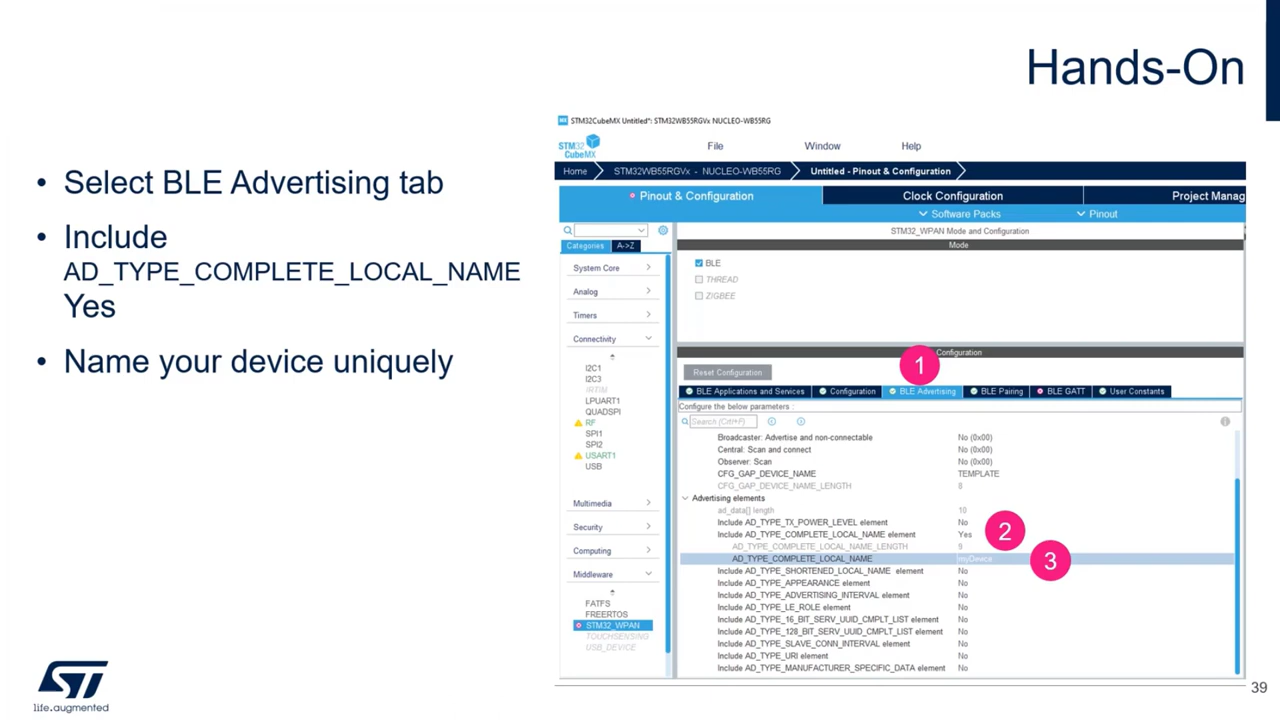 Hands-On
• Select BLE Advertising tab
• Include
AD_TYPE_COMPLETE_LOCAL_NAME
Yes
• Name your device uniquely
STM32CubeMX Untitled*: STM32WB55RGVx NUCLEO-WB55RG
STM32
CubeMX
File Window Help
Home STM32WB55RGVx - NUCLEO-WB55RG Untitled - Pinout & Configuration
Pinout & Configuration Clock Configuration Project Manag
Software Packs Pinout
STM32_WPAN Mode and Configuration
Categories A->Z
Mode
System Core
Analog
Timers
Connectivity
I2C1
I2C3
IRTIM
LPUART1
QUADSPI
RF
SPI1
SPI2
USART1
USB
Multimedia
Security
Computing
Middleware
FATFS
FREERTOS
STM32_WPAN
TOUCHSENSING
USB_DEVICE
BLE
THREAD
ZIGBEE
1
Configuration
Reset Configuration
BLE Applications and Services Configuration BLE Advertising BLE Pairing BLE GATT User Constants
Configure the below parameters :
Search (Ctrl+F)
Broadcaster: Advertise and non-connectable No (0x00)
Central: Scan and connect No (0x00)
Observer: Scan No (0x00)
CFG_GAP_DEVICE_NAME TEMPLATE
CFG_GAP_DEVICE_NAME_LENGTH 8
Advertising elements
ad_data[] length 10
Include AD_TYPE_TX_POWER_LEVEL element No
Include AD_TYPE_COMPLETE_LOCAL_NAME element Yes
2
AD_TYPE_COMPLETE_LOCAL_NAME_LENGTH 9
AD_TYPE_COMPLETE_LOCAL_NAME myDevice
3
Include AD_TYPE_SHORTENED_LOCAL_NAME element No
Include AD_TYPE_APPEARANCE element No
Include AD_TYPE_ADVERTISING_INTERVAL element No
Include AD_TYPE_LE_ROLE element No
Include AD_TYPE_16_BIT_SERV_UUID_CMPLT_LIST element No
Include AD_TYPE_128_BIT_SERV_UUID_CMPLT_LIST element No
Include AD_TYPE_SLAVE_CONN_INTERVAL element No
Include AD_TYPE_URI element No
Include AD_TYPE_MANUFACTURER_SPECIFIC_DATA element No
ST
life.augmented
39